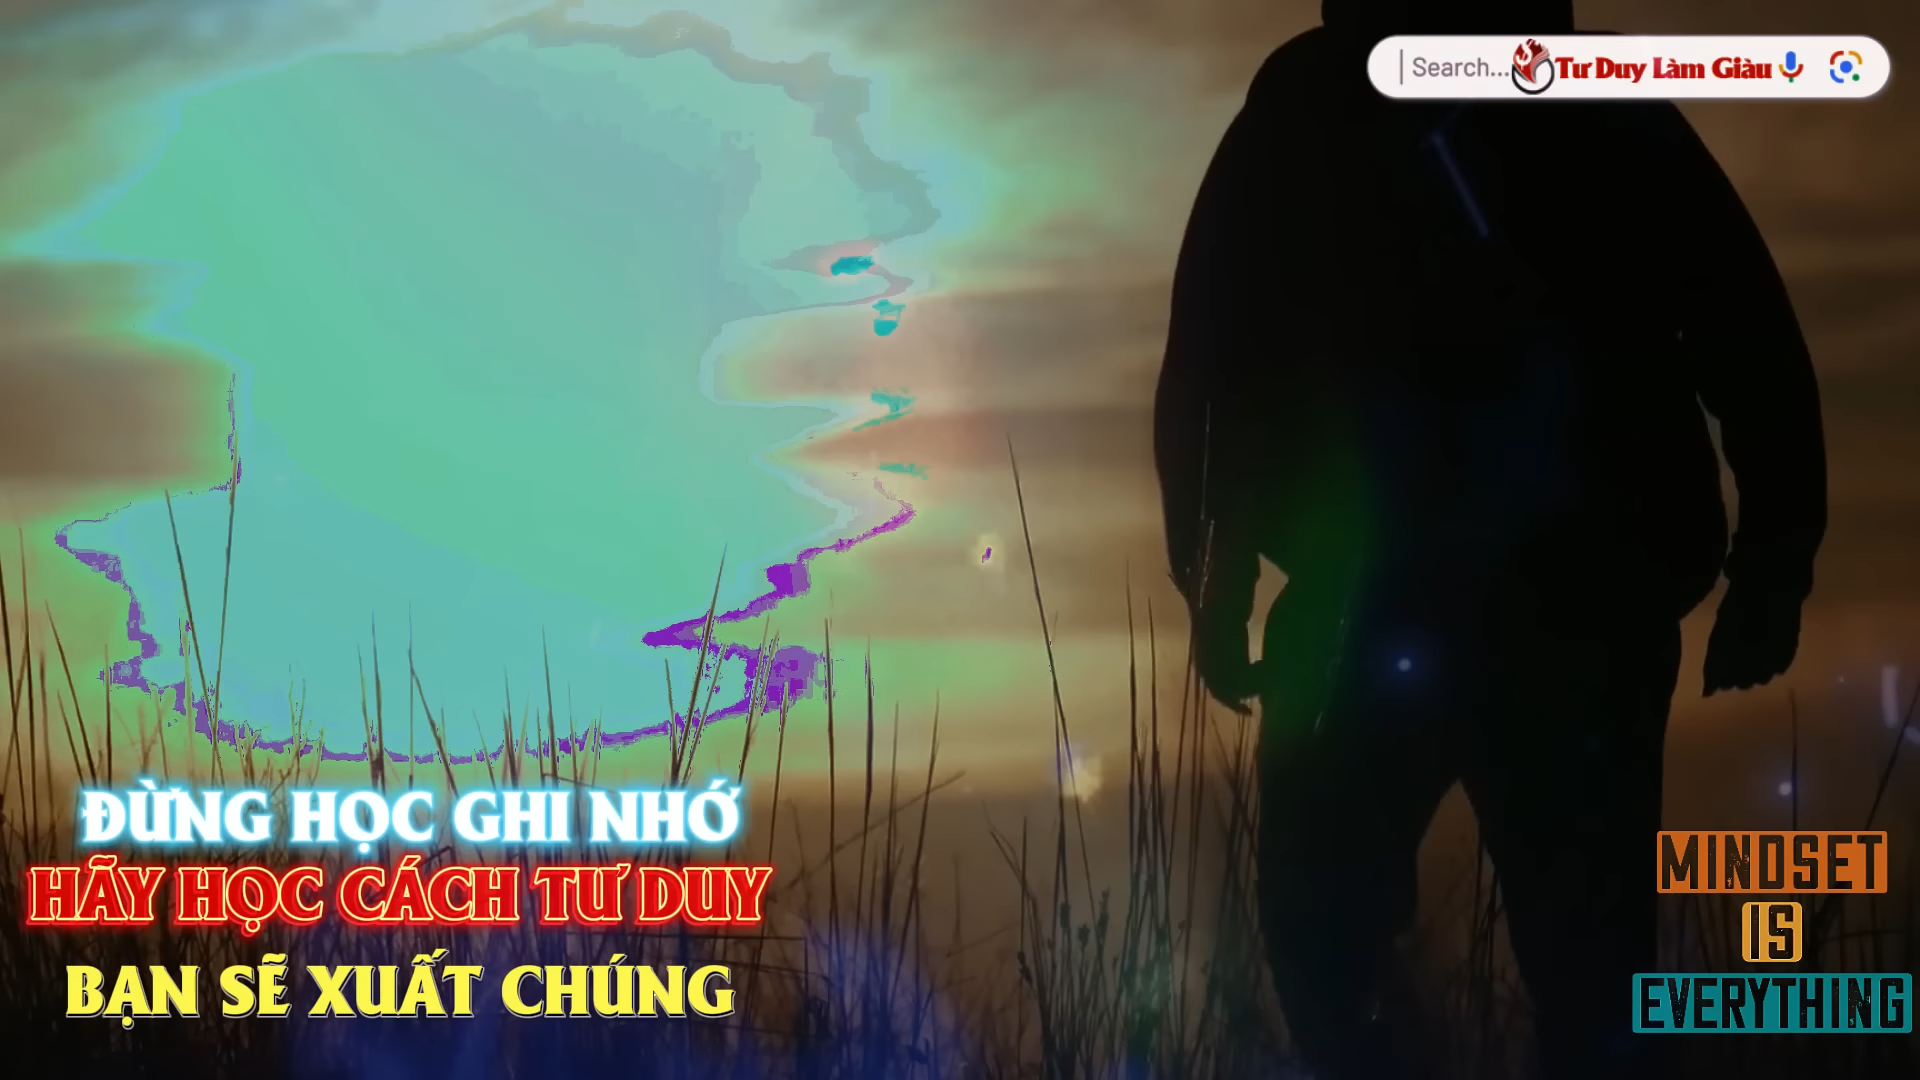 Search... Tư Duy Làm Giàu
ĐỪNG HỌC GHI NHỚ
HÃY HỌC CÁCH TƯ DUY
BẠN SẼ XUẤT CHÚNG
MINDSET
IS
EVERYTHING